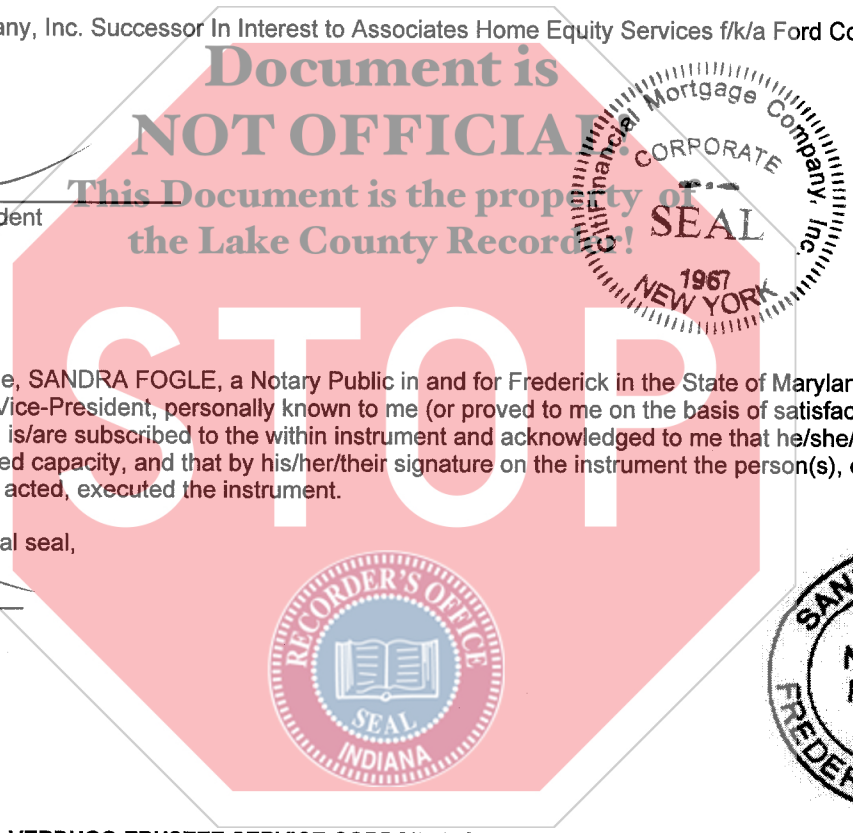 any, Inc. Successor In Interest to Associates Home Equity Services f/k/a Ford Co
Document is
NOT OFFICIAL!
This Document is the property of
the Lake County Recorder!
dent
CitiFinancial Mortgage Company, Inc.
CORPORATE
SEAL
1967
NEW YORK
STOP
e, SANDRA FOGLE, a Notary Public in and for Frederick in the State of Marylan
Vice-President, personally known to me (or proved to me on the basis of satisfac
is/are subscribed to the within instrument and acknowledged to me that he/she/
ed capacity, and that by his/her/their signature on the instrument the person(s),
acted, executed the instrument.
al seal,
RECORDER'S OFFICE
SEAL
INDIANA
SAN
FREDER